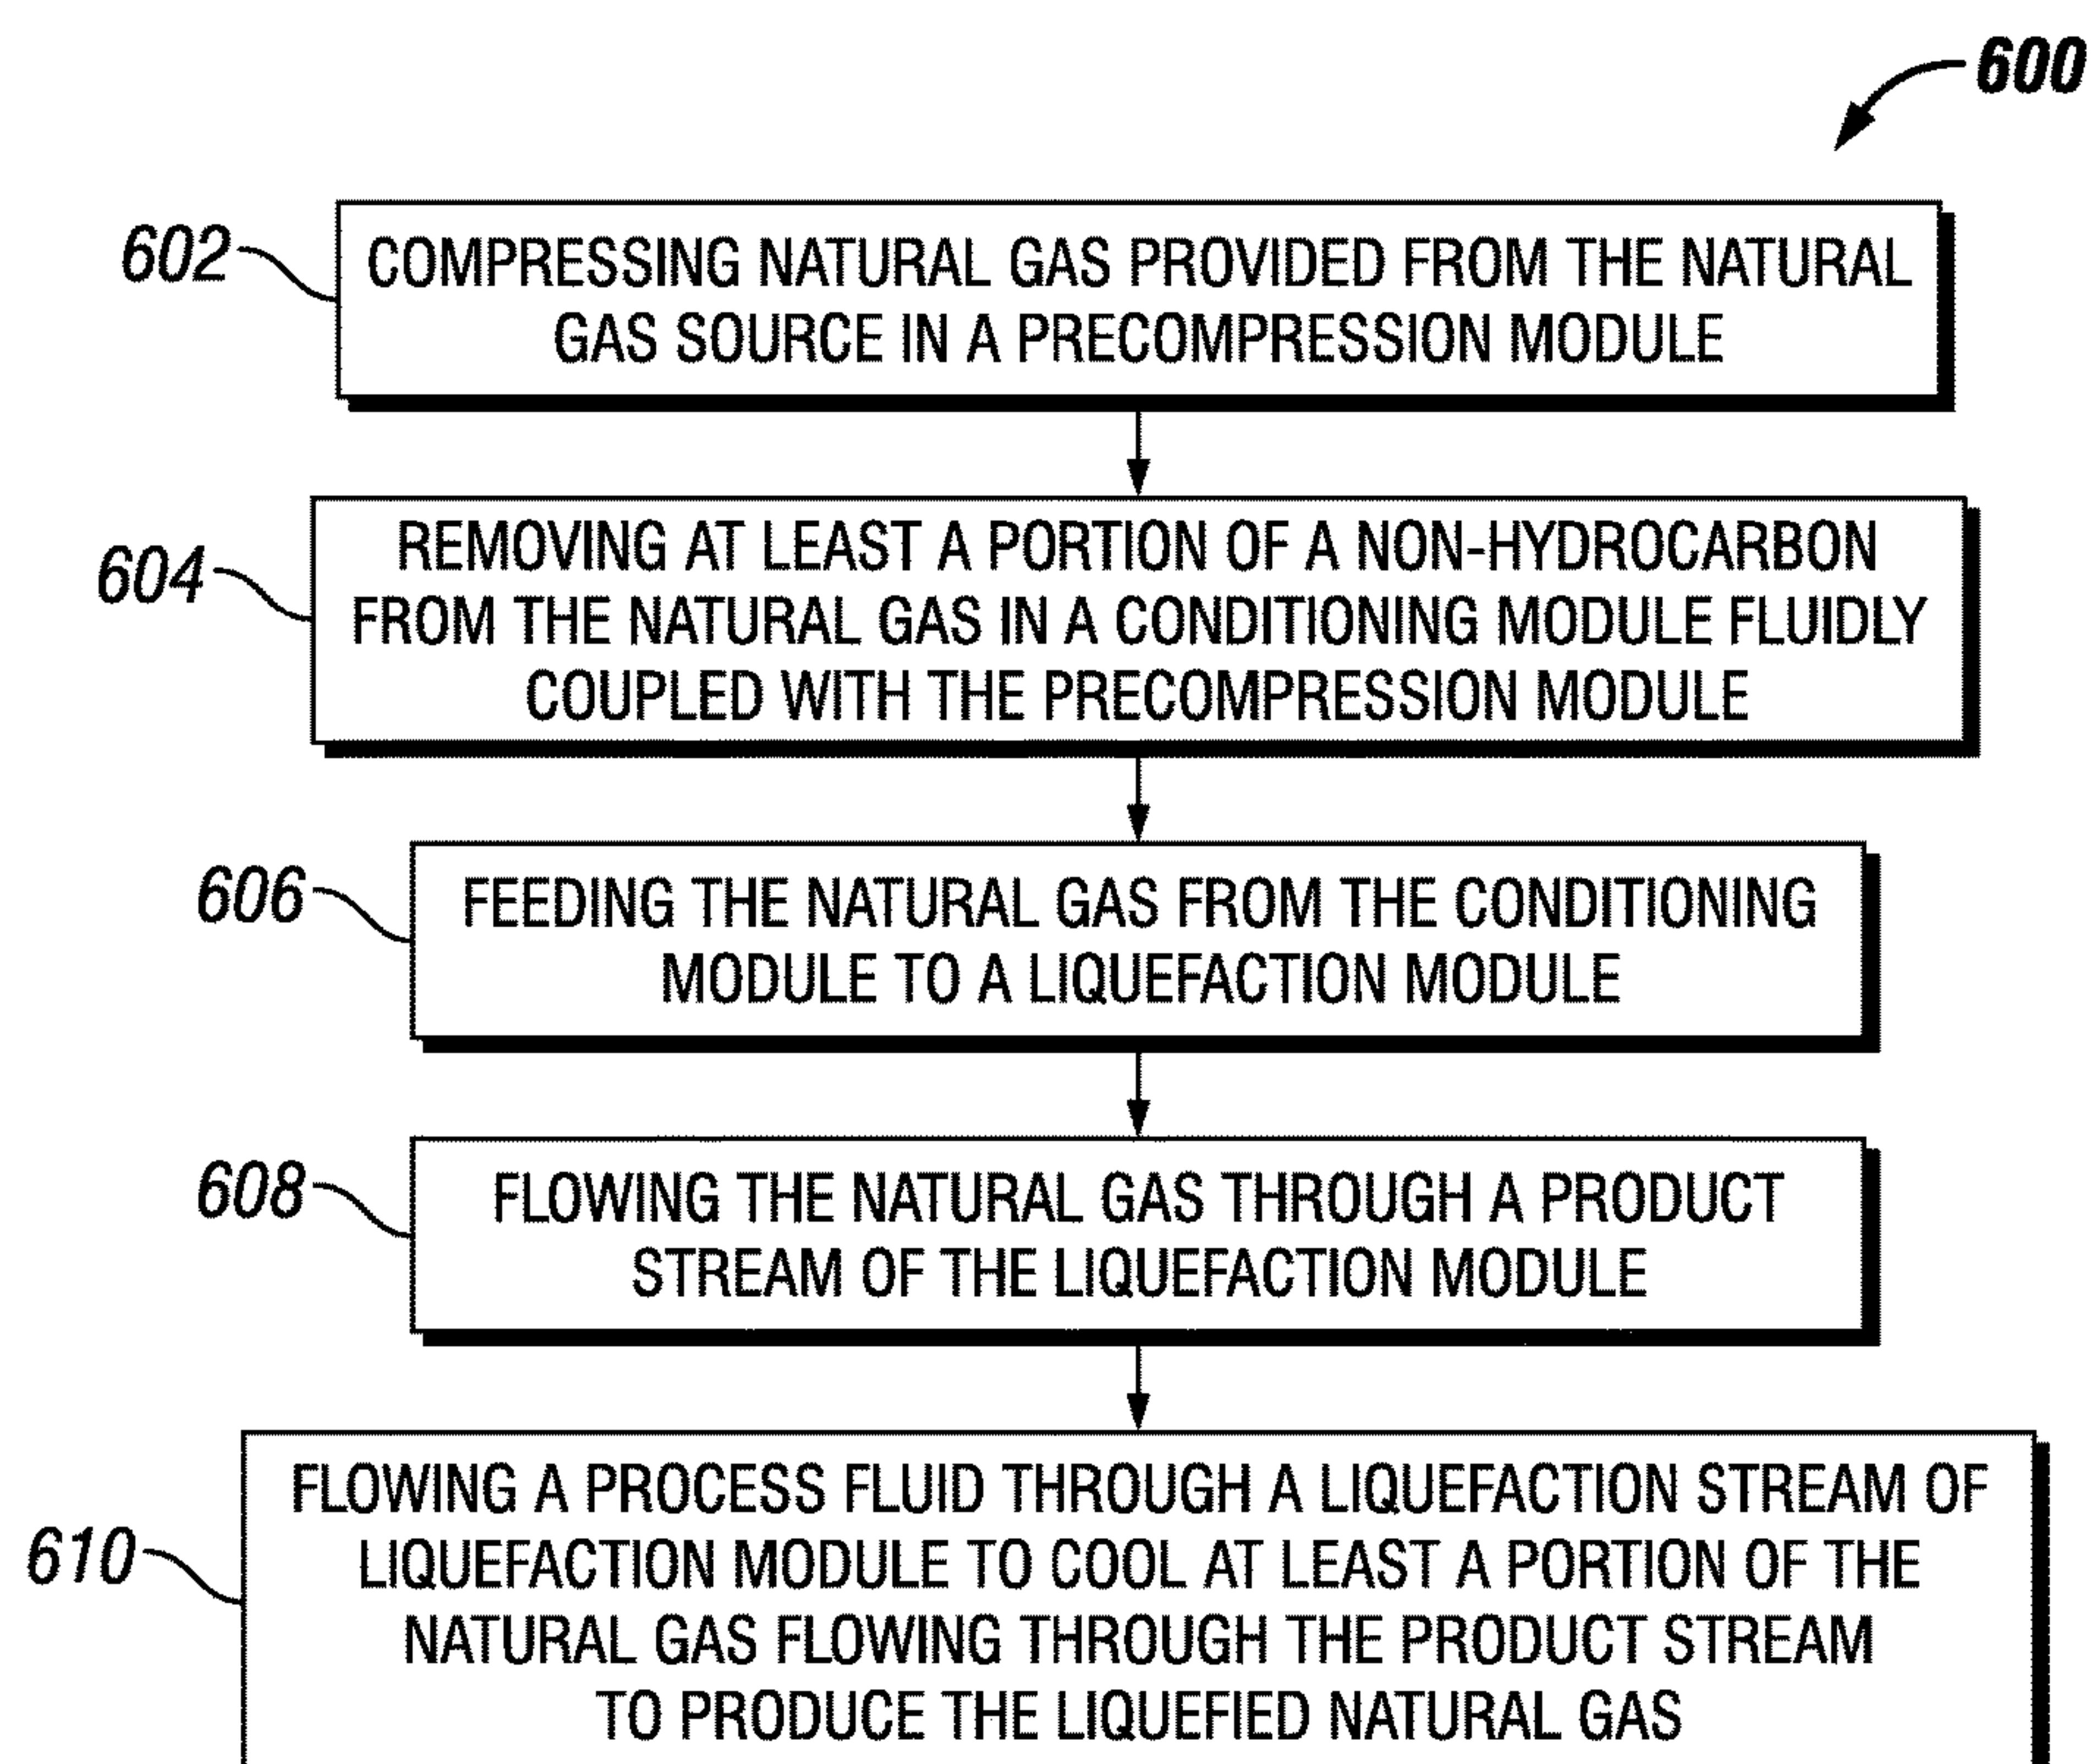 600
602
COMPRESSING NATURAL GAS PROVIDED FROM THE NATURAL
GAS SOURCE IN A PRECOMPRESSION MODULE
604
REMOVING AT LEAST A PORTION OF A NON-HYDROCARBON
FROM THE NATURAL GAS IN A CONDITIONING MODULE FLUIDLY
COUPLED WITH THE PRECOMPRESSION MODULE
606
FEEDING THE NATURAL GAS FROM THE CONDITIONING
MODULE TO A LIQUEFACTION MODULE
608
FLOWING THE NATURAL GAS THROUGH A PRODUCT
STREAM OF THE LIQUEFACTION MODULE
610
FLOWING A PROCESS FLUID THROUGH A LIQUEFACTION STREAM OF
LIQUEFACTION MODULE TO COOL AT LEAST A PORTION OF THE
NATURAL GAS FLOWING THROUGH THE PRODUCT STREAM
TO PRODUCE THE LIQUEFIED NATURAL GAS